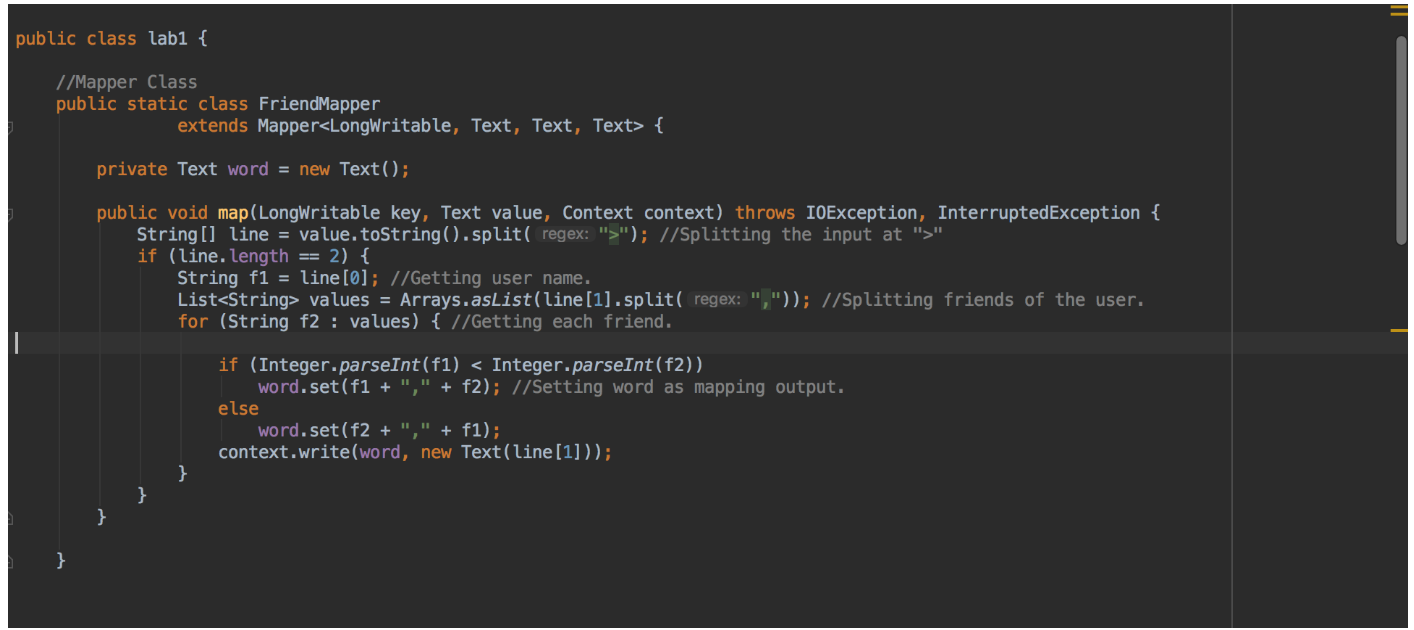 public class lab1 {
//Mapper Class
public static class FriendMapper
extends Mapper<LongWritable, Text, Text, Text> {
private Text word = new Text();
public void map(LongWritable key, Text value, Context context) throws IOException, InterruptedException {
String[] line = value.toString().split( regex: ">"); //Splitting the input at ">"
if (line.length == 2) {
String f1 = line[0]; //Getting user name.
List<String> values = Arrays.asList(line[1].split( regex: ",")); //Splitting friends of the user.
for (String f2 : values) { //Getting each friend.
if (Integer.parseInt(f1) < Integer.parseInt(f2))
word.set(f1 + "," + f2); //Setting word as mapping output.
else
word.set(f2 + "," + f1);
context.write(word, new Text(line[1]));
}
}
}
}